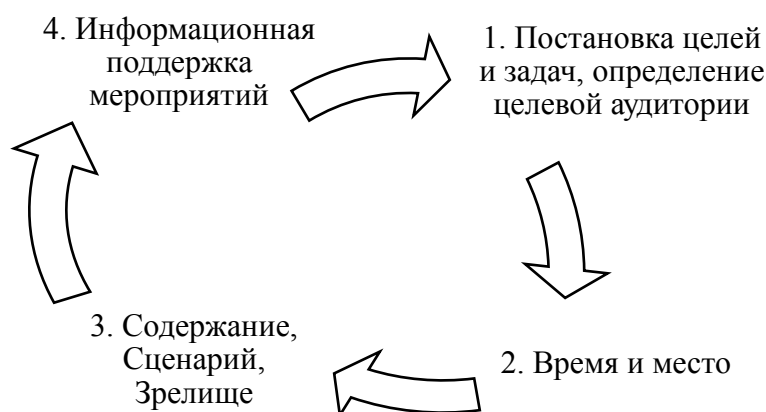 4. Информационная
поддержка
мероприятий
1. Постановка целей
и задач, определение
целевой аудитории
3. Содержание,
Сценарий,
Зрелище
2. Время и место